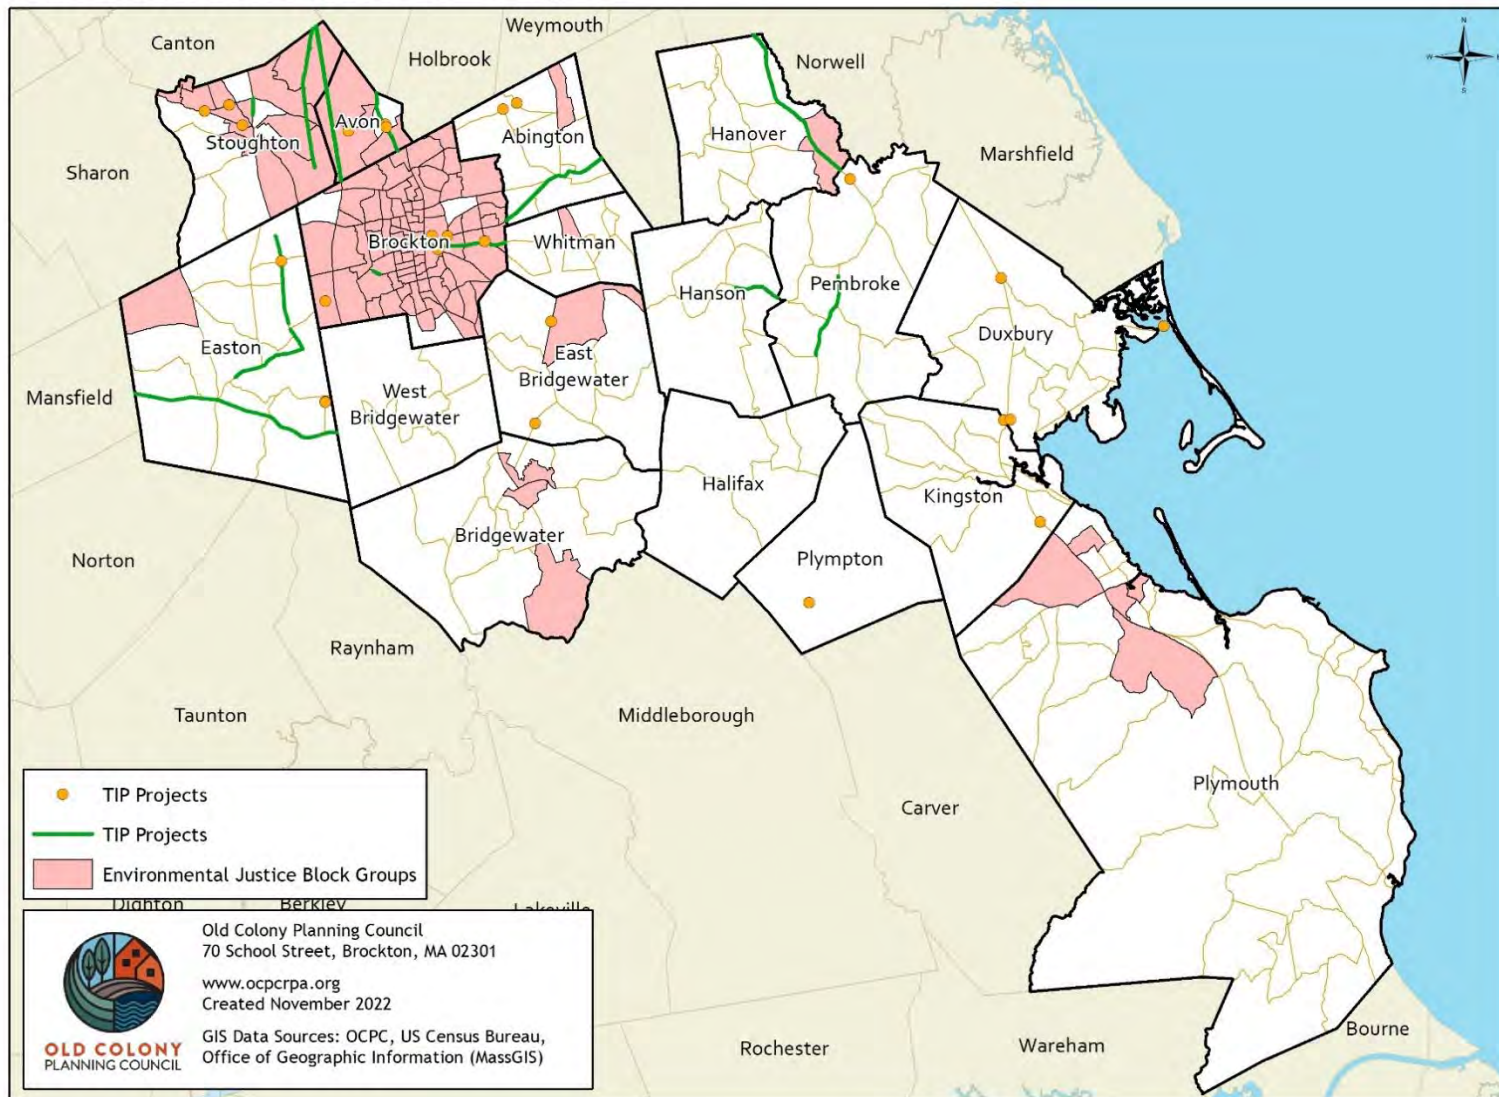 Weymouth
Canton
Holbrook
Norwell
N
W
S
Avon
Stoughton
Abington
Hanover
Marshfield
Sharon
Brockton
Whitman
Hanson
Pembroke
Duxbury
Easton
East
Bridgewater
West
Bridgewater
Mansfield
Halifax
Kingston
Bridgewater
Plympton
Norton
Raynham
Taunton
Middleborough
Plymouth
Carver
TIP Projects
TIP Projects
Environmental Justice Block Groups
Dighton
Berkley
Lakeville
Old Colony Planning Council
70 School Street, Brockton, MA 02301
www.ocpcrpa.org
Created November 2022
GIS Data Sources: OCPC, US Census Bureau,
Office of Geographic Information (MassGIS)
OLD COLONY
PLANNING COUNCIL
Rochester
Wareham
Bourne